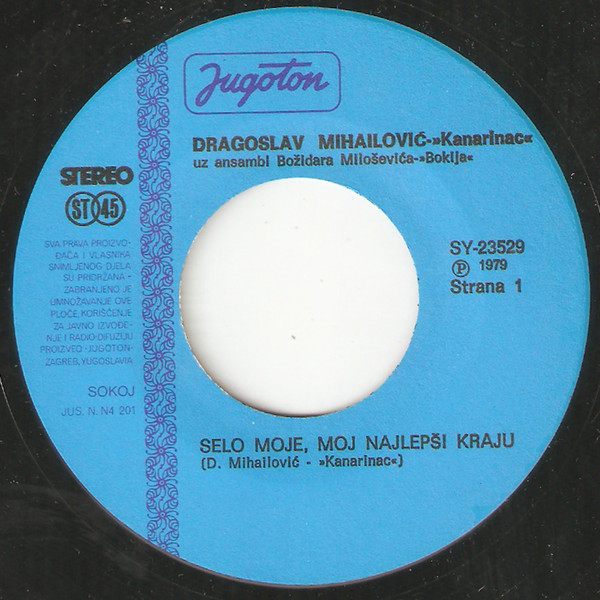 Jugoton
DRAGOSLAV MIHAILOVIĆ-»Kanarinac«
uz ansambl Božidara Miloševića-»Boklja«
STEREO
ST 45
SVA PRAVA PROIZVO-
ĐAČA I VLASNIKA
SNIMLJENOG DJELA
SU PRIDRŽANA -
ZABRANJENO JE
UMNOŽAVANJE OVE
PLOČE, KORIŠĆENJE
ZA JAVNO IZVOĐE-
NJE I RADIO-DIFUZIJU
PROIZVEO - JUGOTON-
ZAGREB, YUGOSLAVIA
SOKOJ
JUS. N. N4 201
SY-23529
Ⓟ 1979
Strana 1
SELO MOJE, MOJ NAJLEPŠI KRAJU
(D. Mihailović - »Kanarinac«)